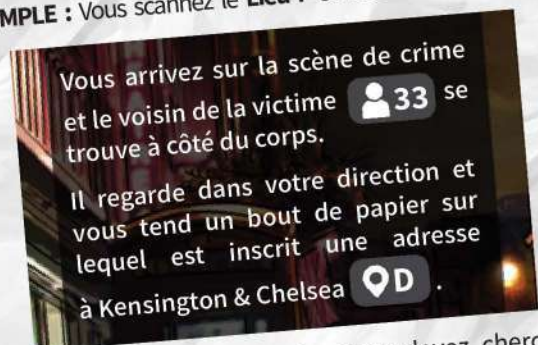 MPLE : Vous scannez le Lieu
Vous arrivez sur la scène de crime
et le voisin de la victime 33 se
trouve à côté du corps.
Il regarde dans votre direction et
vous tend un bout de papier sur
lequel est inscrit une adresse
à Kensington & Chelsea D .
devez cherc